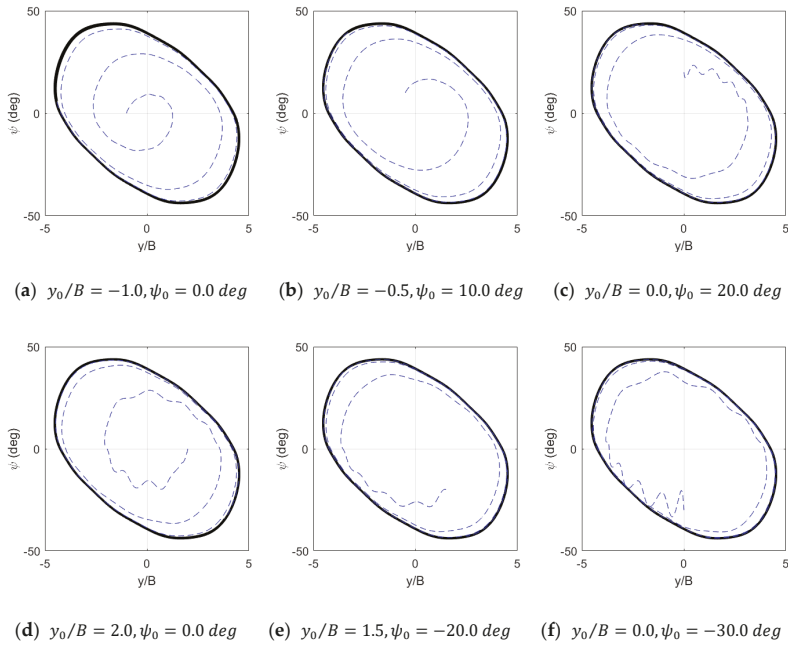 50
0
-50
ψ (deg)
-5 0 5
y/B
50
0
-50
ψ (deg)
-5 0 5
y/B
50
0
-50
ψ (deg)
-5 0 5
y/B
(a) y₀/B = −1.0, ψ₀ = 0.0 deg
(b) y₀/B = −0.5, ψ₀ = 10.0 deg
(c) y₀/B = 0.0, ψ₀ = 20.0 deg
50
0
-50
ψ (deg)
-5 0 5
y/B
50
0
-50
ψ (deg)
-5 0 5
y/B
50
0
-50
ψ (deg)
-5 0 5
y/B
(d) y₀/B = 2.0, ψ₀ = 0.0 deg
(e) y₀/B = 1.5, ψ₀ = −20.0 deg
(f) y₀/B = 0.0, ψ₀ = −30.0 deg